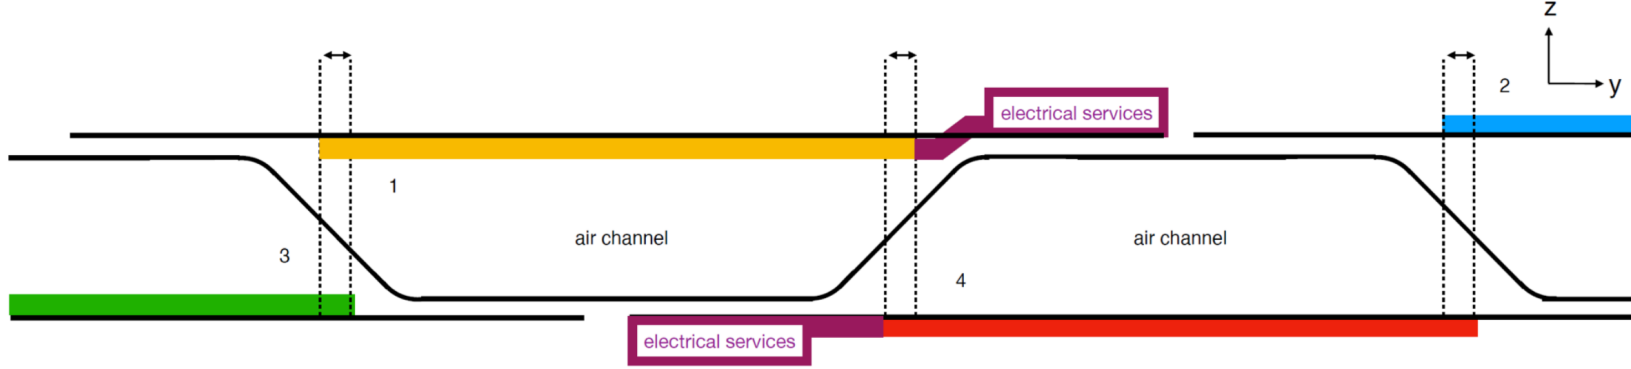 z
2
y
electrical services
1
air channel
air channel
3
4
electrical services